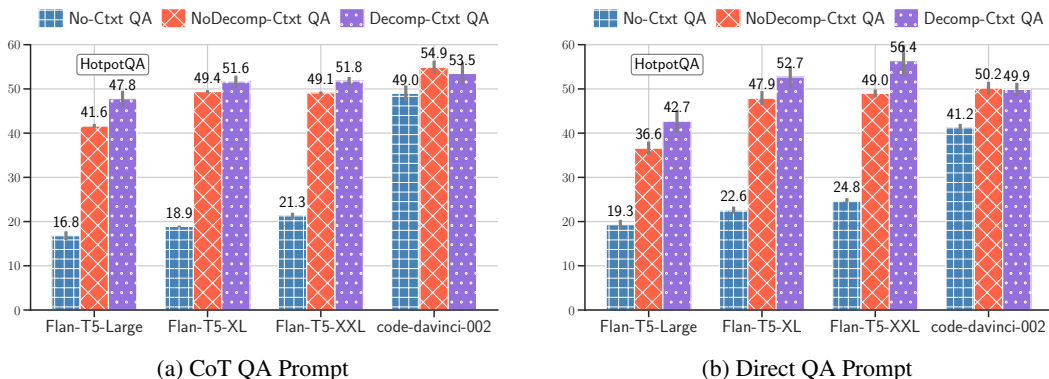 No-Ctxt QA NoDecomp-Ctxt QA Decomp-Ctxt QA
60
50
40
30
20
10
0
HotpotQA
16.8 41.6 47.8
18.9 49.4 51.6
21.3 49.1 51.8
49.0 54.9 53.5
Flan-T5-Large Flan-T5-XL Flan-T5-XXL code-davinci-002
(a) CoT QA Prompt
No-Ctxt QA NoDecomp-Ctxt QA Decomp-Ctxt QA
60
50
40
30
20
10
0
HotpotQA
19.3 36.6 42.7
22.6 47.9 52.7
24.8 49.0 56.4
41.2 50.2 49.9
Flan-T5-Large Flan-T5-XL Flan-T5-XXL code-davinci-002
(b) Direct QA Prompt